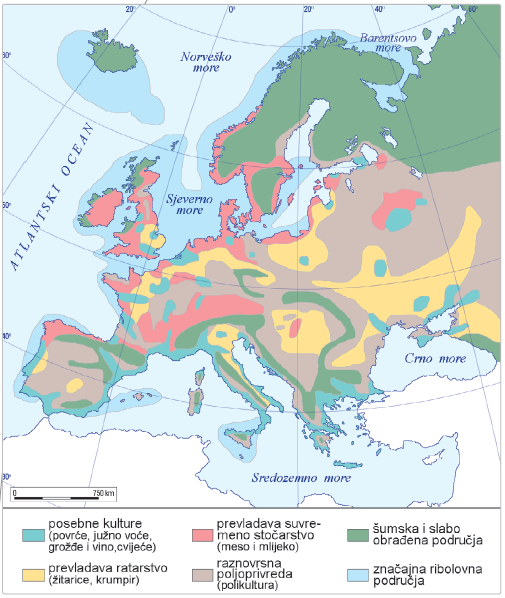 20°
0°
20°
40°
60°
Barentsovo
more
Norveško
more
60°
ATLANTSKI OCEAN
Sjeverno
more
50°
40°
Crno more
30°
Sredozemno more
0 750 km
posebne kulture
(povrće, južno voće,
grožđe i vino,cvijeće)
prevladava suvre-
meno stočarstvo
(meso i mlijeko)
šumska i slabo
obrađena područja
prevladava ratarstvo
(žitarice, krumpir)
raznovrsna
poljoprivreda
(polikultura)
značajna ribolovna
područja